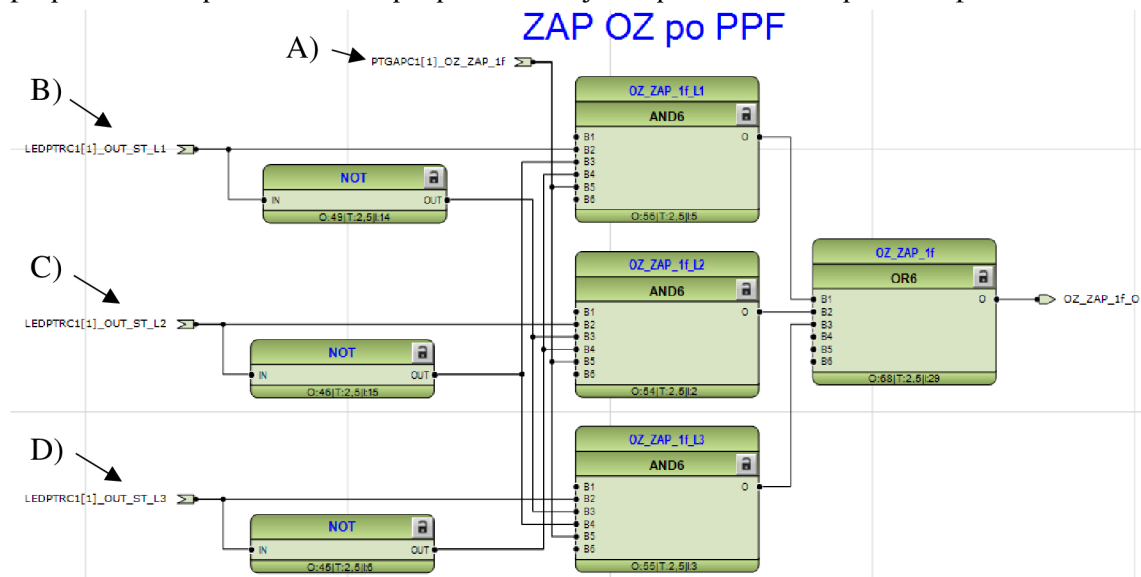 ZAP OZ po PPF
A)
PTGAPC1[1]_OZ_ZAP_1f
B)
LEDPTRC1[1]_OUT_ST_L1
NOT
IN
OUT
O:49|T:2,5|I:14
OZ_ZAP_1f_L1
AND6
B1
O
B2
B3
B4
B5
B6
O:56|T:2,5|I:5
C)
LEDPTRC1[1]_OUT_ST_L2
NOT
IN
OUT
O:46|T:2,5|I:15
OZ_ZAP_1f_L2
AND6
B1
O
B2
B3
B4
B5
B6
O:54|T:2,5|I:2
OZ_ZAP_1f
OR6
B1
O
B2
B3
B4
B5
B6
O:68|T:2,5|I:29
OZ_ZAP_1f_O
D)
LEDPTRC1[1]_OUT_ST_L3
NOT
IN
OUT
O:45|T:2,5|I:6
OZ_ZAP_1f_L3
AND6
B1
O
B2
B3
B4
B5
B6
O:55|T:2,5|I:3